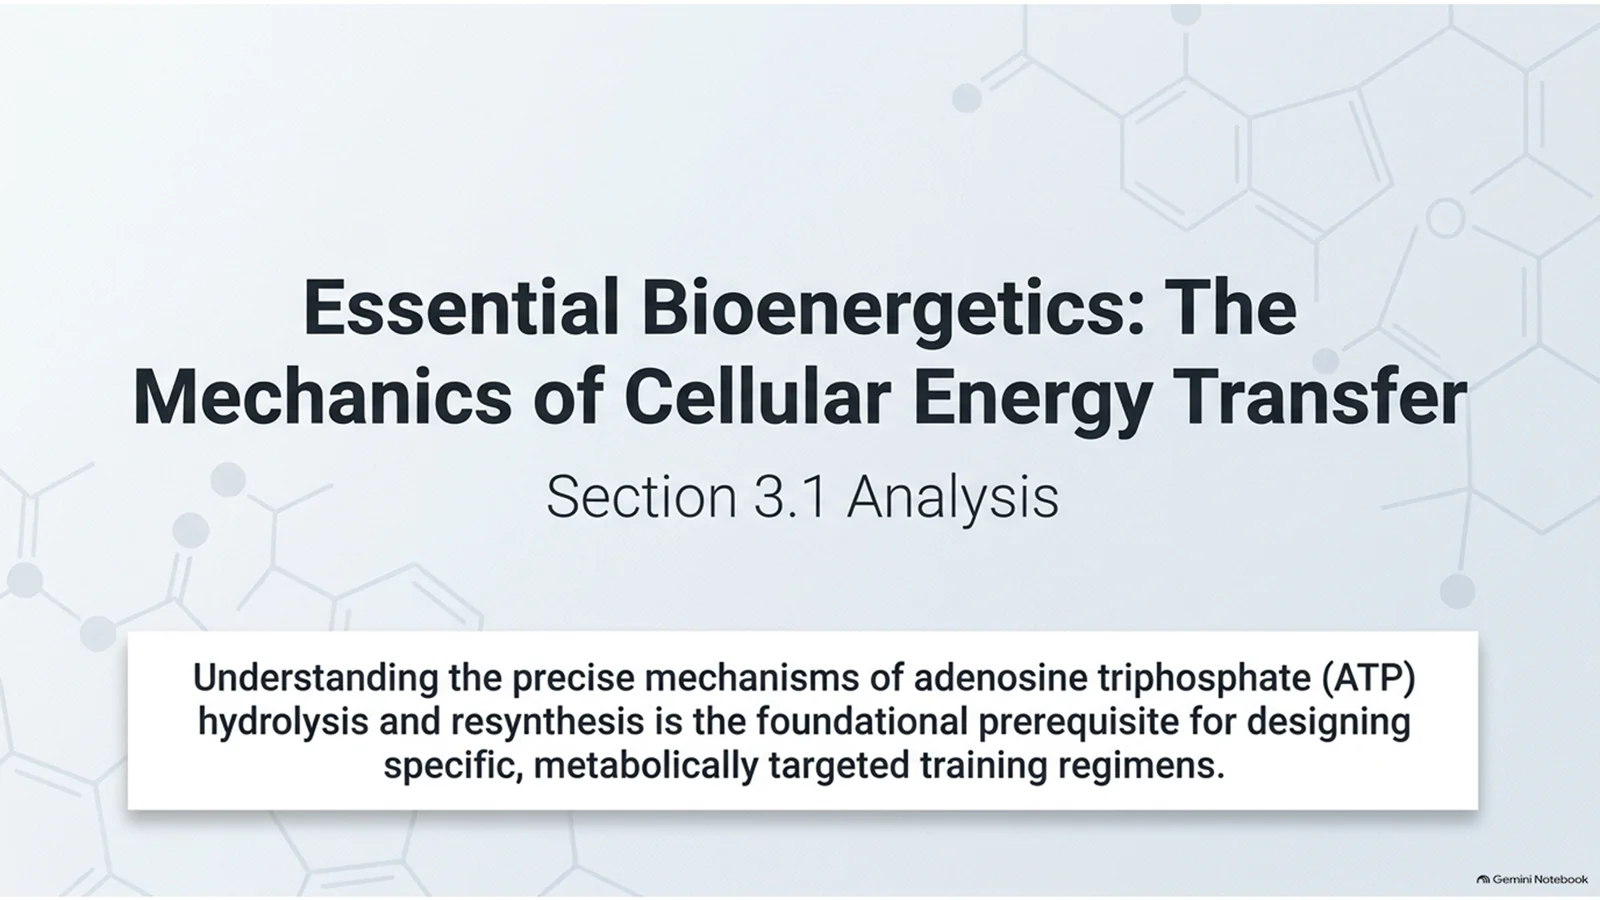 Essential Bioenergetics: The
Mechanics of Cellular Energy Transfer
Section 3.1 Analysis
Understanding the precise mechanisms of adenosine triphosphate (ATP)
hydrolysis and resynthesis is the foundational prerequisite for designing
specific, metabolically targeted training regimens.
Gemini Notebook